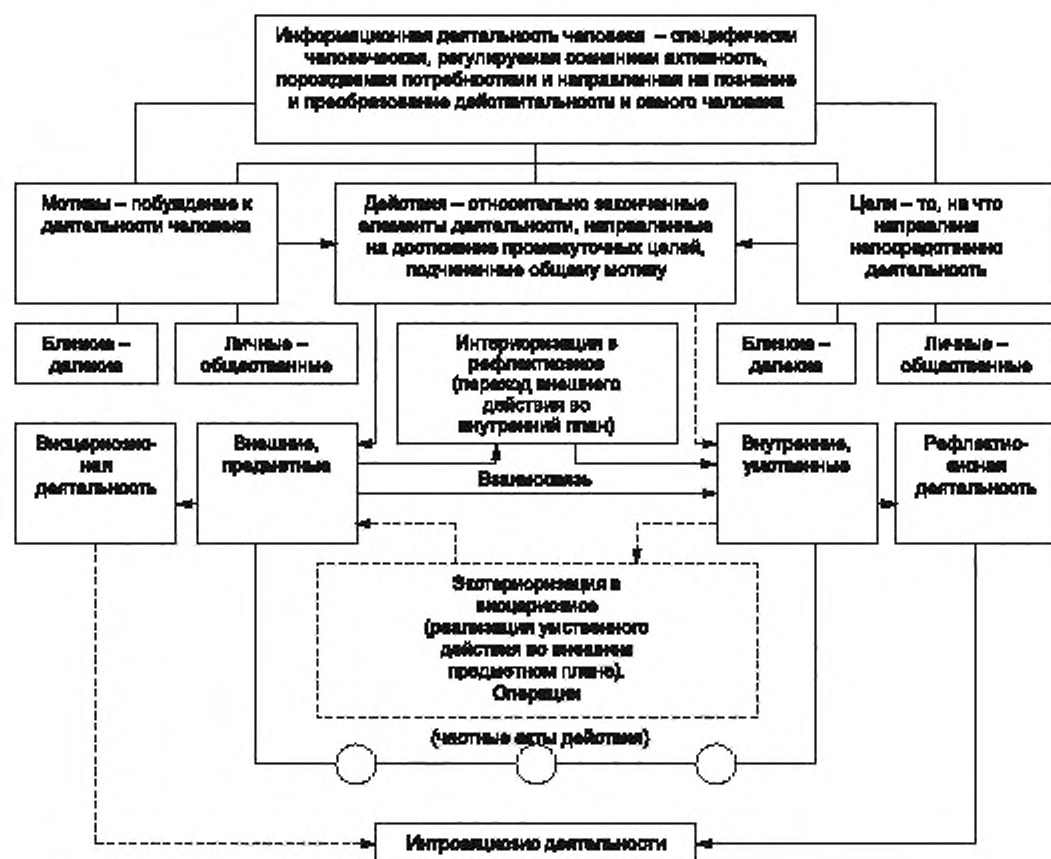 Информационная деятельность человека – специфически
человеческая, регулируемая сознанием активность,
порождаемая потребностями и направленная на познание
и преобразование действительности и самого человека
Мотивы – побуждение к
деятельности человека
Действия – относительно законченные
элементы деятельности, направленные
на достижение промежуточных целей,
подчиненные общему мотиву
Цели – то, на что
направлена
непосредственно
деятельность
Близкие –
далекие
Личные –
общественные
Интериоризация в
рефлектиозное
(переход внешнего
действия во
внутренний план)
Близкие –
далекие
Личные –
общественные
Висцериоз-
ная
деятельность
Внешние,
предметные
Взаимосвязь
Внутренние,
умственные
Рефлектио-
деятельность
Экстериоризация в
висцериозное
(реализация умственного
действия во внешнем
предметном плане).
Операции
(частные акты действия)
деятельности